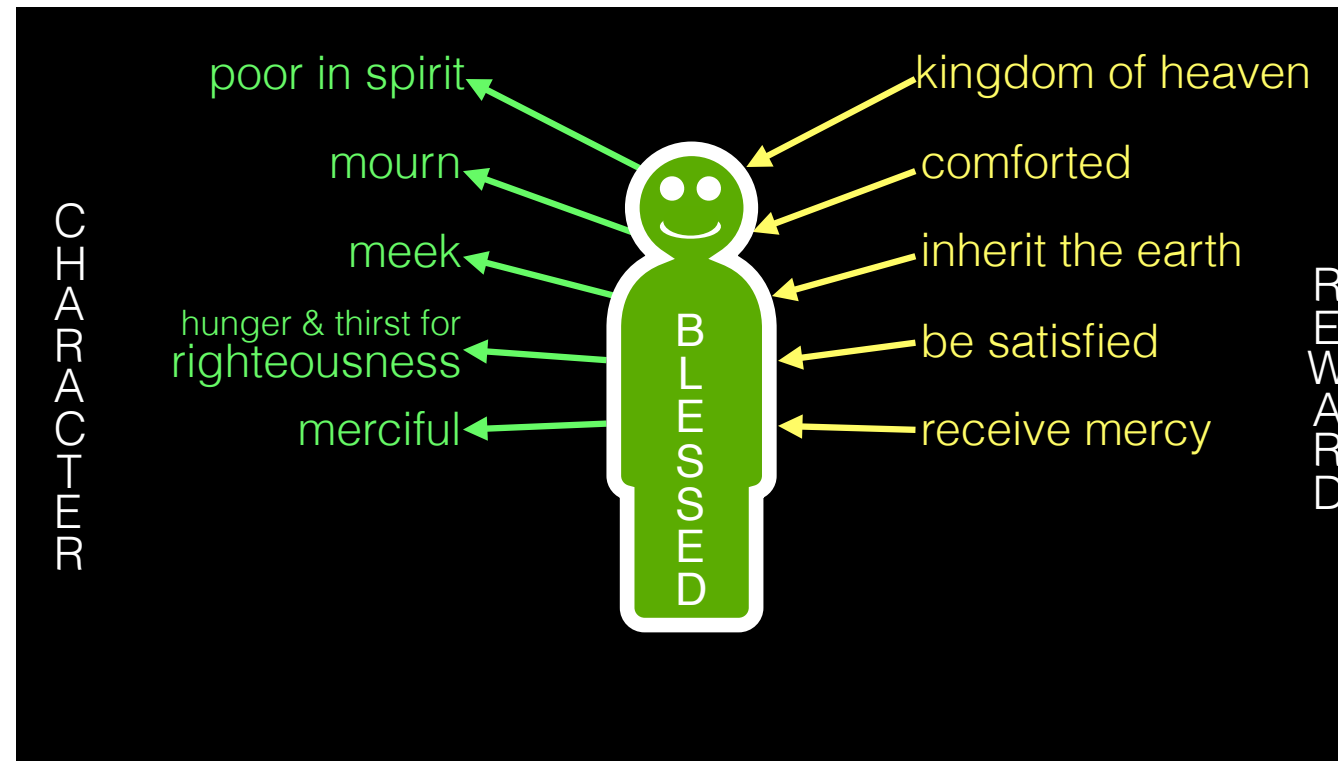 CHARACTER
poor in spirit
mourn
meek
hunger & thirst for
righteousness
merciful
BLESSED
kingdom of heaven
comforted
inherit the earth
be satisfied
receive mercy
REWARD